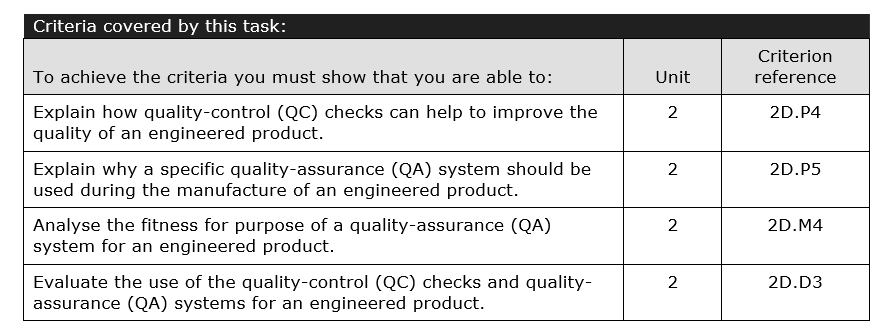 Criteria covered by this task:
To achieve the criteria you must show that you are able to:
Unit
Criterion
reference
Explain how quality-control (QC) checks can help to improve the
quality of an engineered product.
2
2D.P4
Explain why a specific quality-assurance (QA) system should be
used during the manufacture of an engineered product.
2
2D.P5
Analyse the fitness for purpose of a quality-assurance (QA)
system for an engineered product.
2
2D.M4
Evaluate the use of the quality-control (QC) checks and quality-
assurance (QA) systems for an engineered product.
2
2D.D3